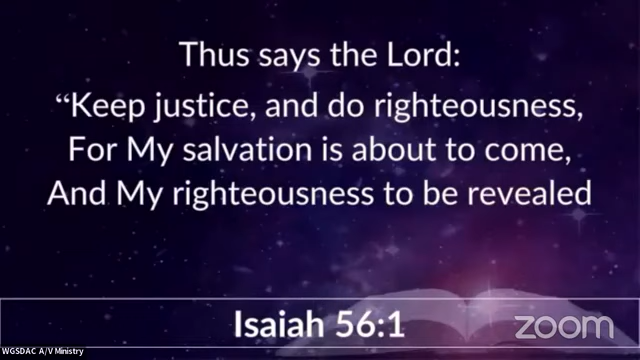 Thus says the Lord:
“Keep justice, and do righteousness,
For My salvation is about to come,
And My righteousness to be revealed
Isaiah 56:1
zoom
WGSDAC A/V Ministry